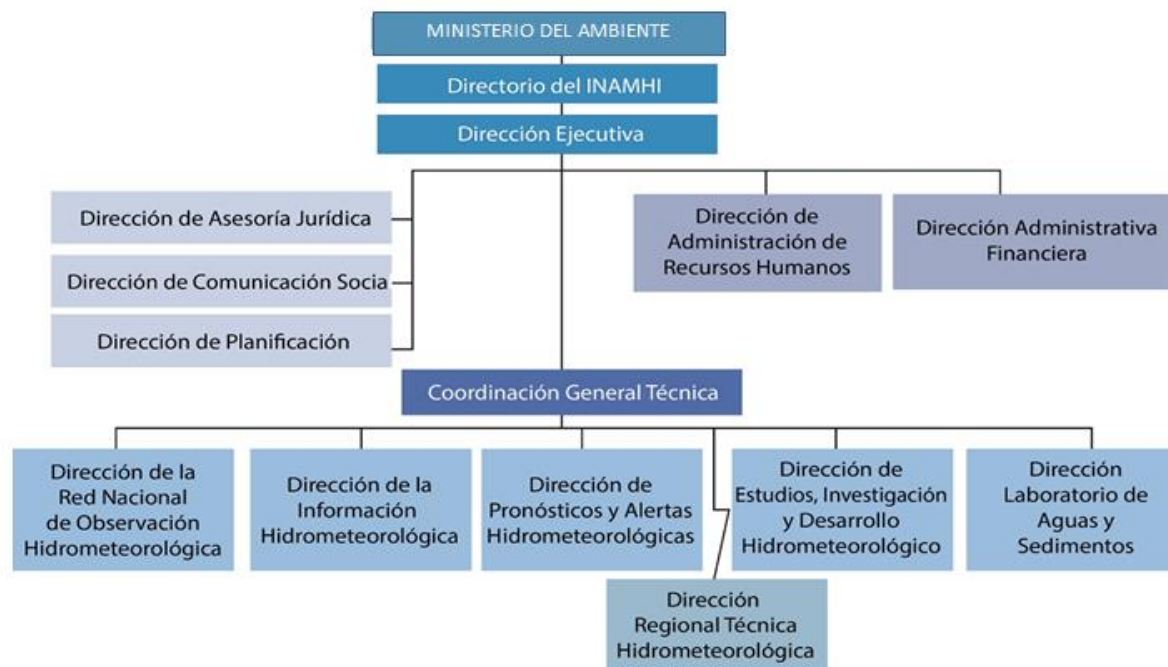 MINISTERIO DEL AMBIENTE
Directorio del INAMHI
Dirección Ejecutiva
Dirección de Asesoría Jurídica
Dirección de Comunicación Socia
Dirección de Planificación
Dirección de
Administración de
Recursos Humanos
Dirección Administrativa
Financiera
Coordinación General Técnica
Dirección de la
Red Nacional
de Observación
Hidrometeorológica
Dirección de la
Información
Hidrometeorológica
Dirección de
Pronósticos y Alertas
Hidrometeorológicas
Dirección de
Estudios, Investigación
y Desarrollo
Hidrometeorológico
Dirección
Laboratorio de
Aguas y
Sedimentos
Dirección
Regional Técnica
Hidrometeorológica